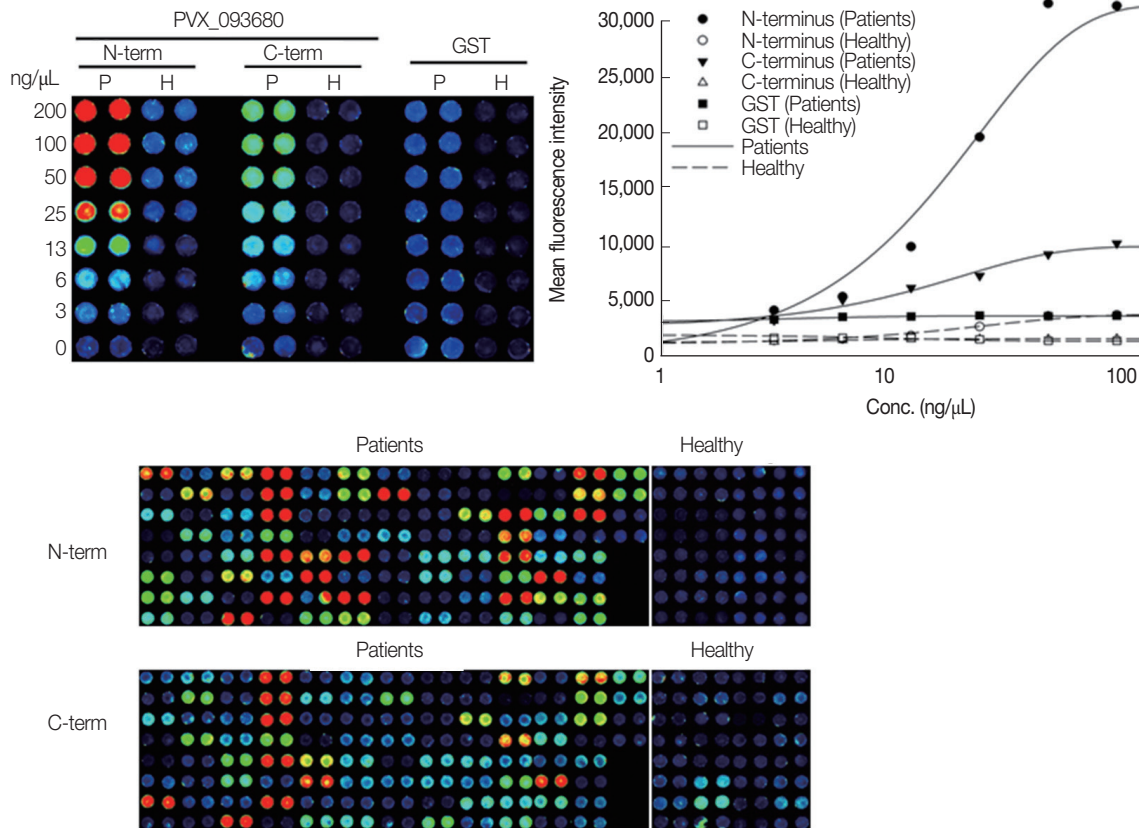 PVX_093680
N-term
C-term
GST
ng/μL
P
H
P
H
P
H
200
100
50
25
13
6
3
0
Mean fluorescence intensity
30,000
25,000
20,000
15,000
10,000
5,000
0
N-terminus (Patients)
N-terminus (Healthy)
C-terminus (Patients)
C-terminus (Healthy)
GST (Patients)
GST (Healthy)
Patients
Healthy
1
10
100
Conc. (ng/μL)
Patients
Healthy
N-term
Patients
Healthy
C-term